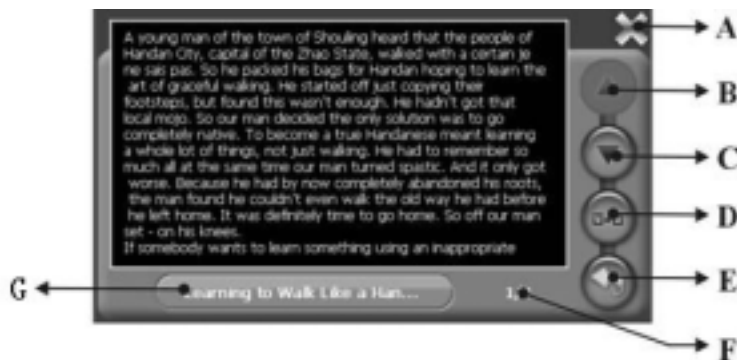 A young man of the town of Shouling heard that the people of
Handan City, capital of the Zhao State, walked with a certain je
ne sais pas. So he packed his bags for Handan hoping to learn the
art of graceful walking. He started off just copying their
footsteps, but found this wasn't enough. He hadn't got that
local mojo. So our man decided the only solution was to go
completely native. To become a true Handanese meant learning
a whole lot of things, not just walking. He had to remember so
much all at the same time our man turned spastic. And it only got
worse. Because he had by now completely abandoned his roots,
the man found he couldn't even walk the old way he had before
he left home. It was definitely time to go home. So off our man
set - on his knees.
If somebody wants to learn something using an inappropriate
Learning to Walk Like a Han...
A
B
C
D
E
F
G